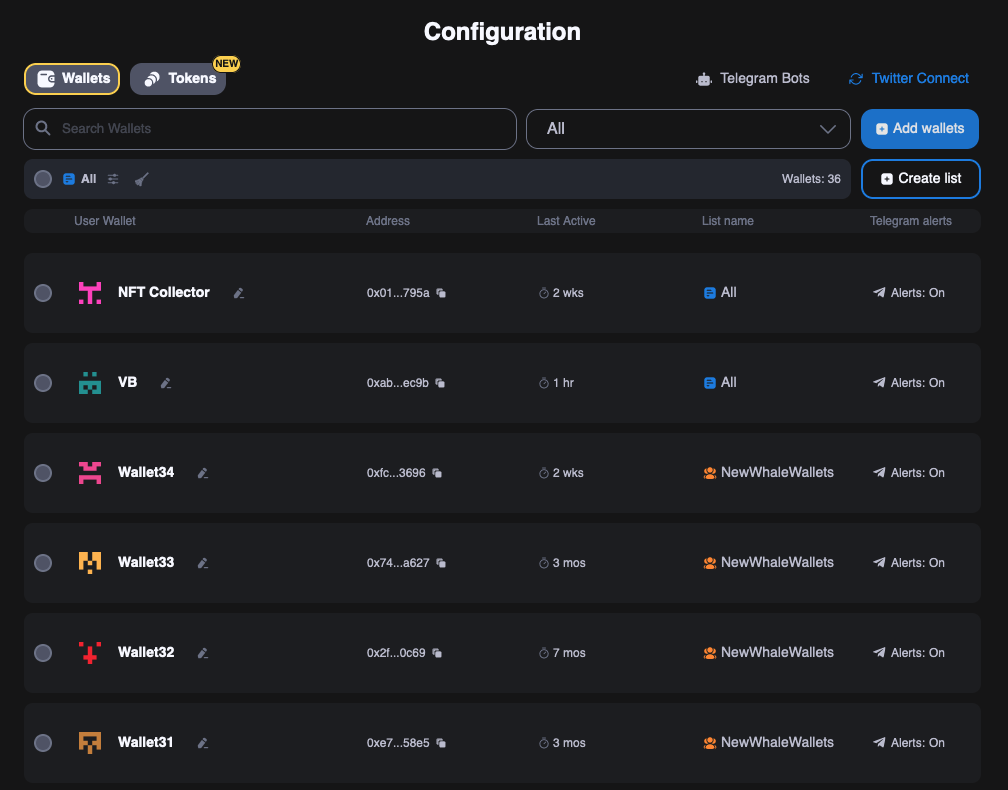 Configuration
Wallets Tokens NEW Telegram Bots Twitter Connect
Search Wallets All Add wallets
All Wallets: 36 Create list
User Wallet Address Last Active List name Telegram alerts
NFT Collector 0x01...795a 2 wks All Alerts: On
VB 0xab...ec9b 1 hr All Alerts: On
Wallet34 0xfc...3696 2 wks NewWhaleWallets Alerts: On
Wallet33 0x74...a627 3 mos NewWhaleWallets Alerts: On
Wallet32 0x2f...0c69 7 mos NewWhaleWallets Alerts: On
Wallet31 0xe7...58e5 3 mos NewWhaleWallets Alerts: On